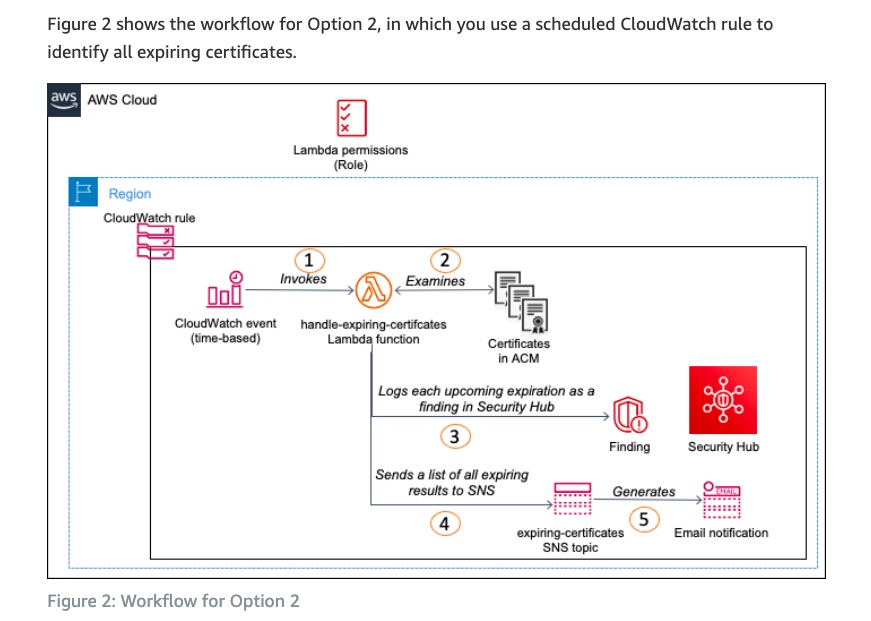 Figure 2 shows the workflow for Option 2, in which you use a scheduled CloudWatch rule to
identify all expiring certificates.
aws
AWS Cloud
Lambda permissions
(Role)
Region
CloudWatch rule
1
Invokes
2
Examines
CloudWatch event
(time-based)
handle-expiring-certifcates
Lambda function
Certificates
in ACM
Logs each upcoming expiration as a
finding in Security Hub
3
Finding
Security Hub
Sends a list of all expiring
results to SNS
4
expiring-certificates
SNS topic
Generates
5
EMAIL
Email notification
Figure 2: Workflow for Option 2